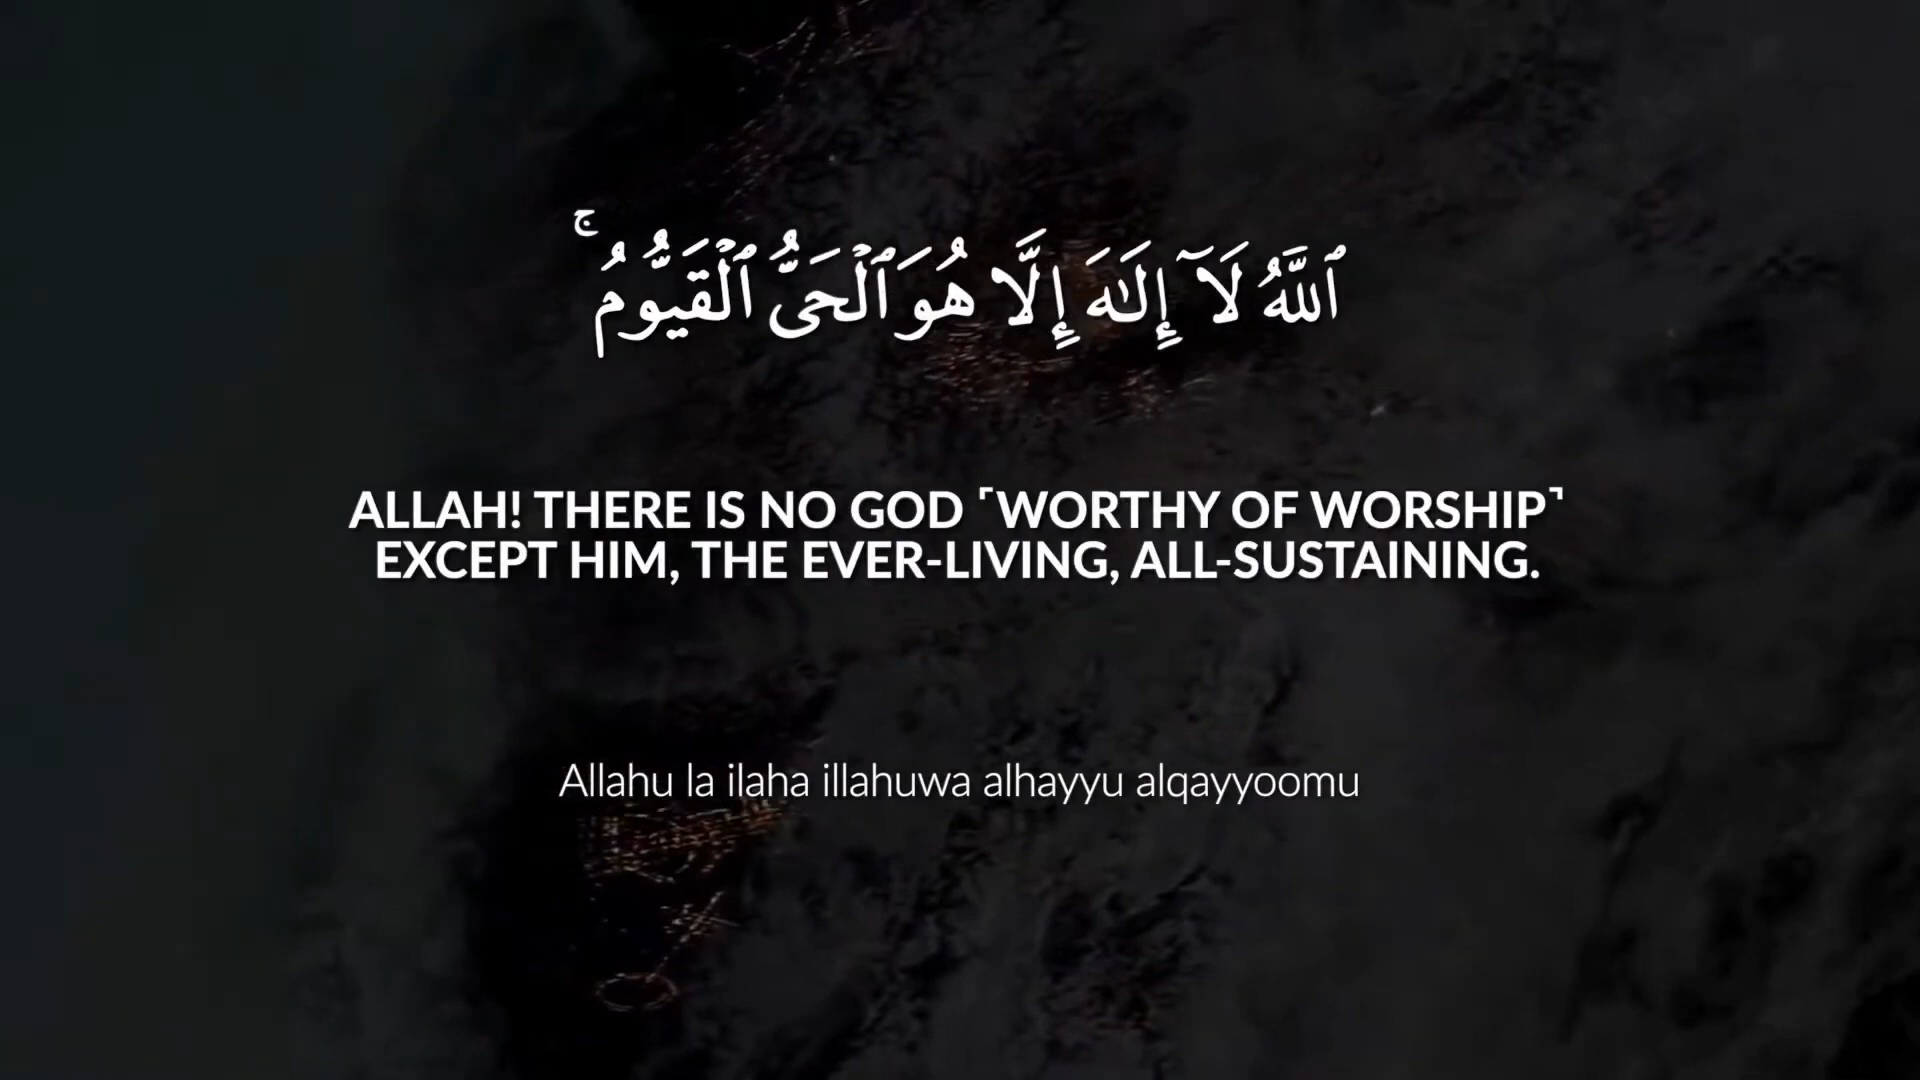 ٱللَّهُ لَآ إِلَـٰهَ إِلَّا هُوَ ٱلْحَىُّ ٱلْقَيُّومُ ۚ
ALLAH! THERE IS NO GOD ˹WORTHY OF WORSHIP˺
EXCEPT HIM, THE EVER-LIVING, ALL-SUSTAINING.
Allahu la ilaha illahuwa alhayyu alqayyoomu